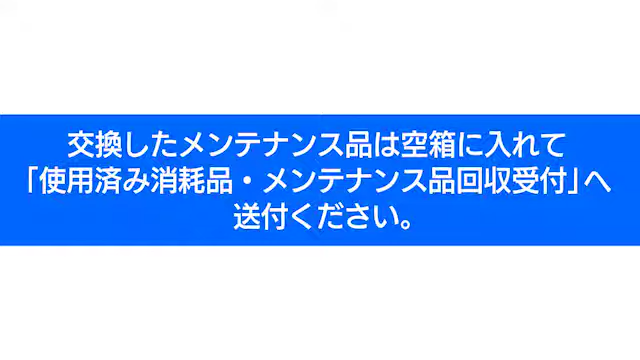 交換したメンテナンス品は空箱に入れて
「使用済み消耗品・メンテナンス品回収受付」へ
送付ください。